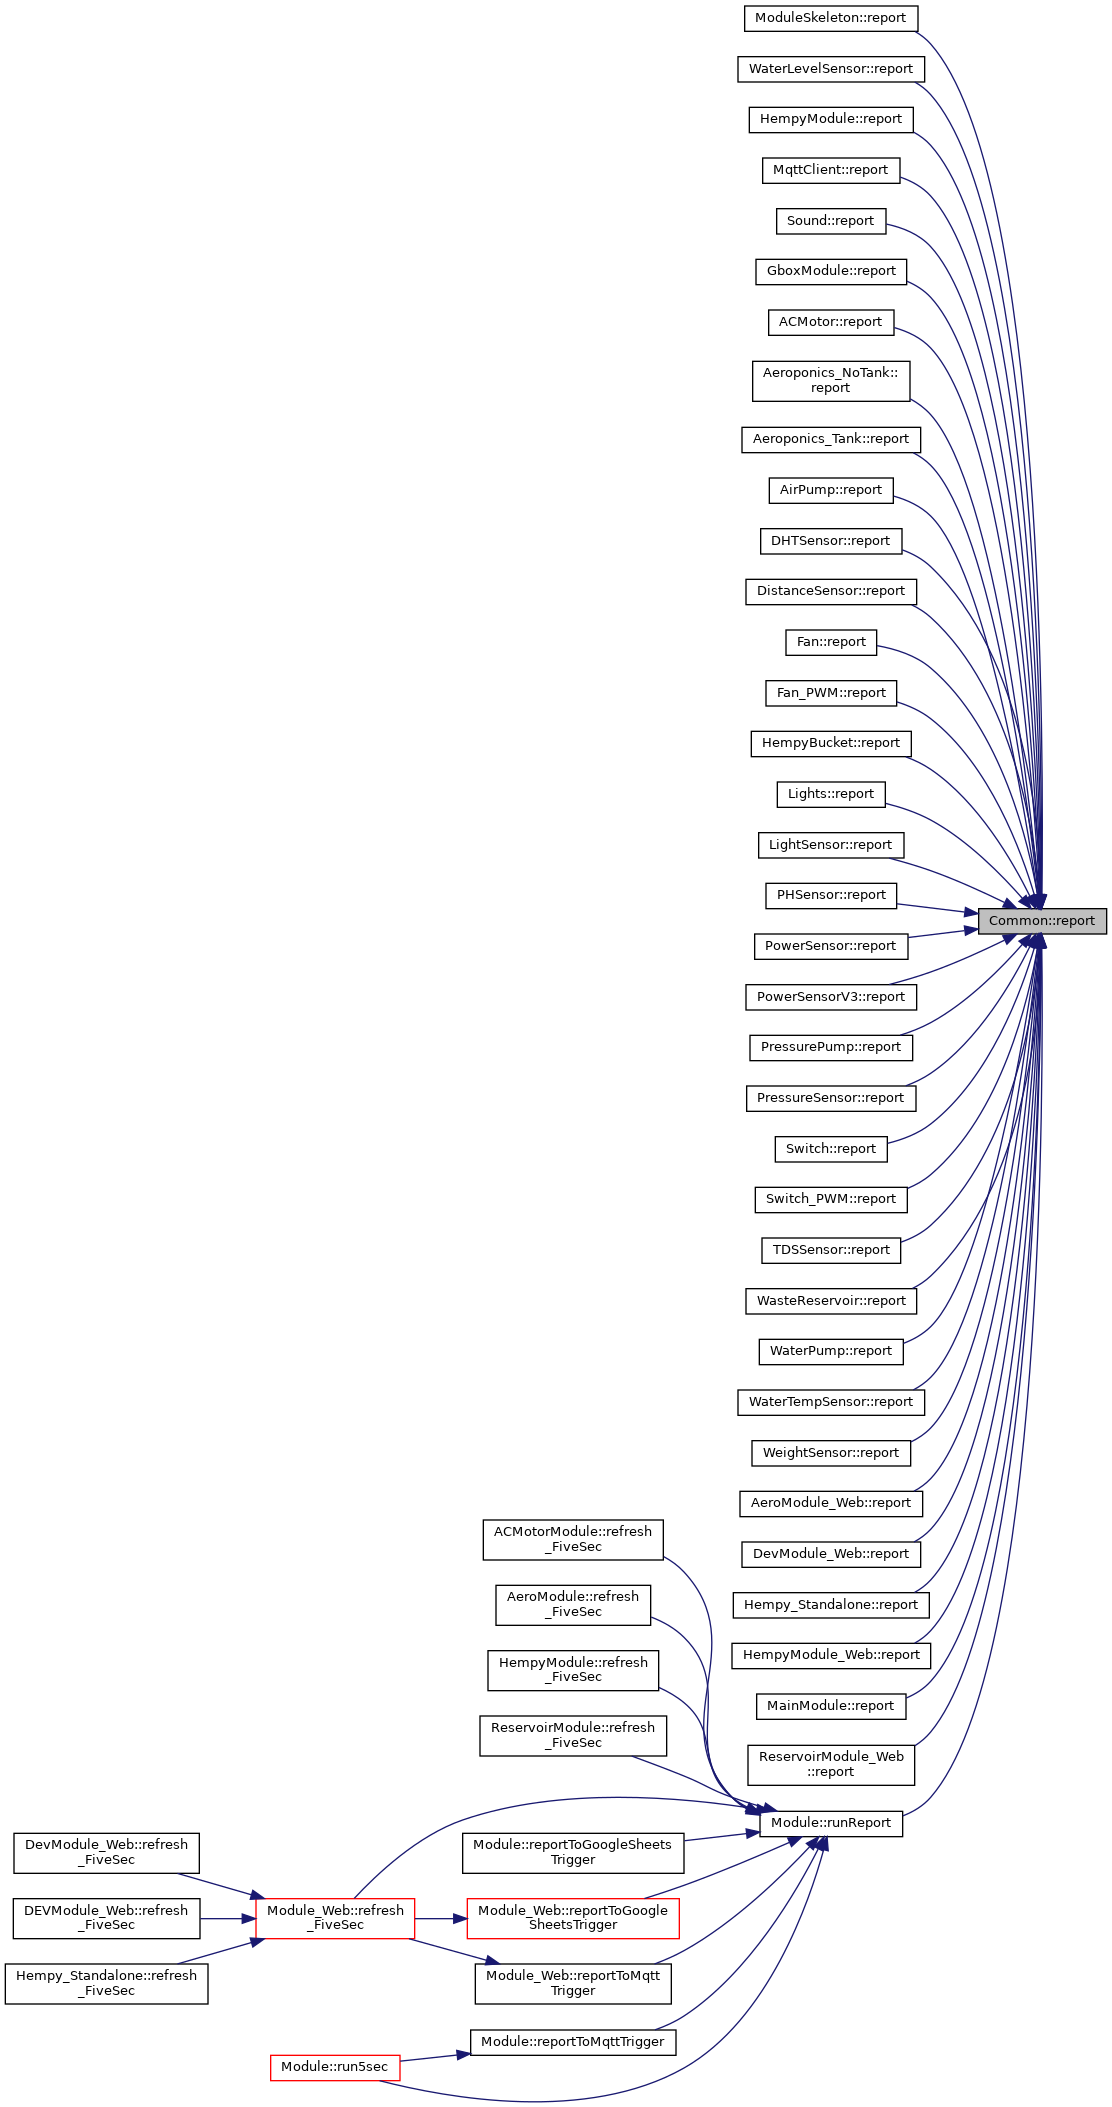 ModuleSkeleton::report
WaterLevelSensor::report
HempyModule::report
MqttClient::report
Sound::report
GboxModule::report
ACMotor::report
Aeroponics_NoTank::
report
Aeroponics_Tank::report
AirPump::report
DHTSensor::report
DistanceSensor::report
Fan::report
Fan_PWM::report
HempyBucket::report
Lights::report
LightSensor::report
PHSensor::report
Common::report
PowerSensor::report
PowerSensorV3::report
PressurePump::report
PressureSensor::report
Switch::report
Switch_PWM::report
TDSSensor::report
WasteReservoir::report
WaterPump::report
WaterTempSensor::report
WeightSensor::report
AeroModule_Web::report
DevModule_Web::report
Hempy_Standalone::report
HempyModule_Web::report
MainModule::report
ReservoirModule_Web
::report
Module::runReport
ACMotorModule::refresh
_FiveSec
AeroModule::refresh
_FiveSec
HempyModule::refresh
_FiveSec
ReservoirModule::refresh
_FiveSec
Module::reportToGoogleSheets
Trigger
Module_Web::reportToGoogle
SheetsTrigger
Module_Web::reportToMqtt
Trigger
Module::reportToMqttTrigger
Module::run5sec
Module_Web::refresh
_FiveSec
DevModule_Web::refresh
_FiveSec
DEVModule_Web::refresh
_FiveSec
Hempy_Standalone::refresh
_FiveSec